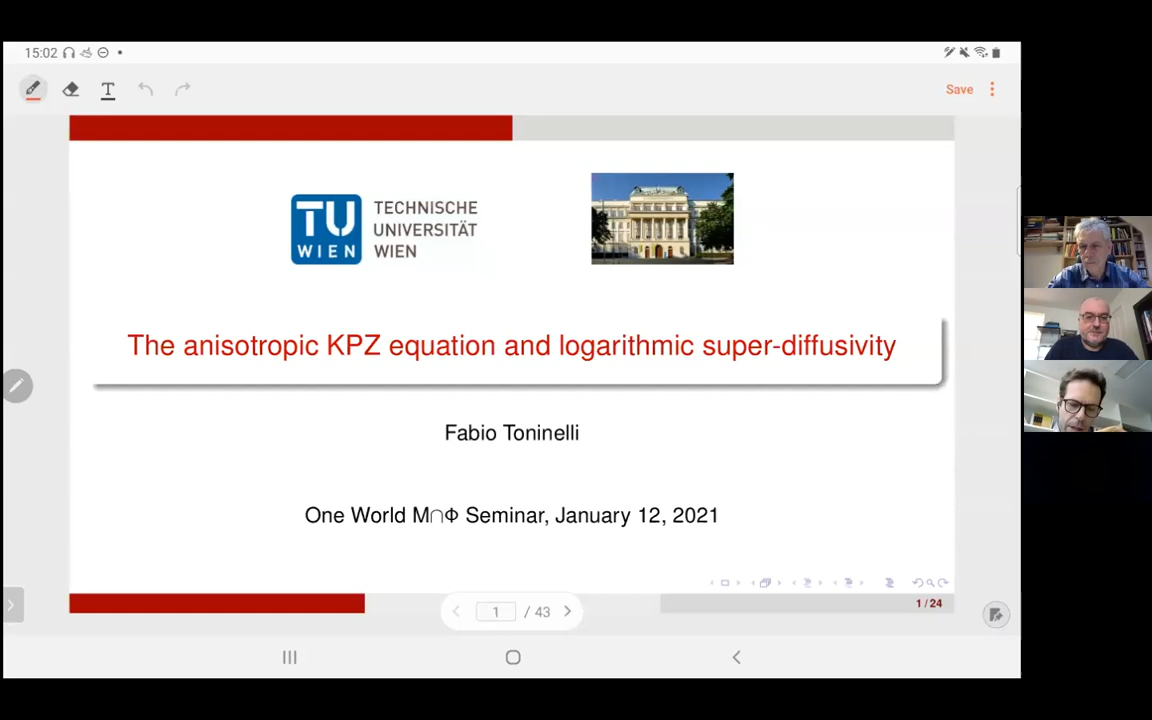 15:02
T
Save
TU
WIEN
TECHNISCHE
UNIVERSITÄT
WIEN
The anisotropic KPZ equation and logarithmic super-diffusivity
Fabio Toninelli
One World M∩Φ Seminar, January 12, 2021
1 / 24
1 / 43